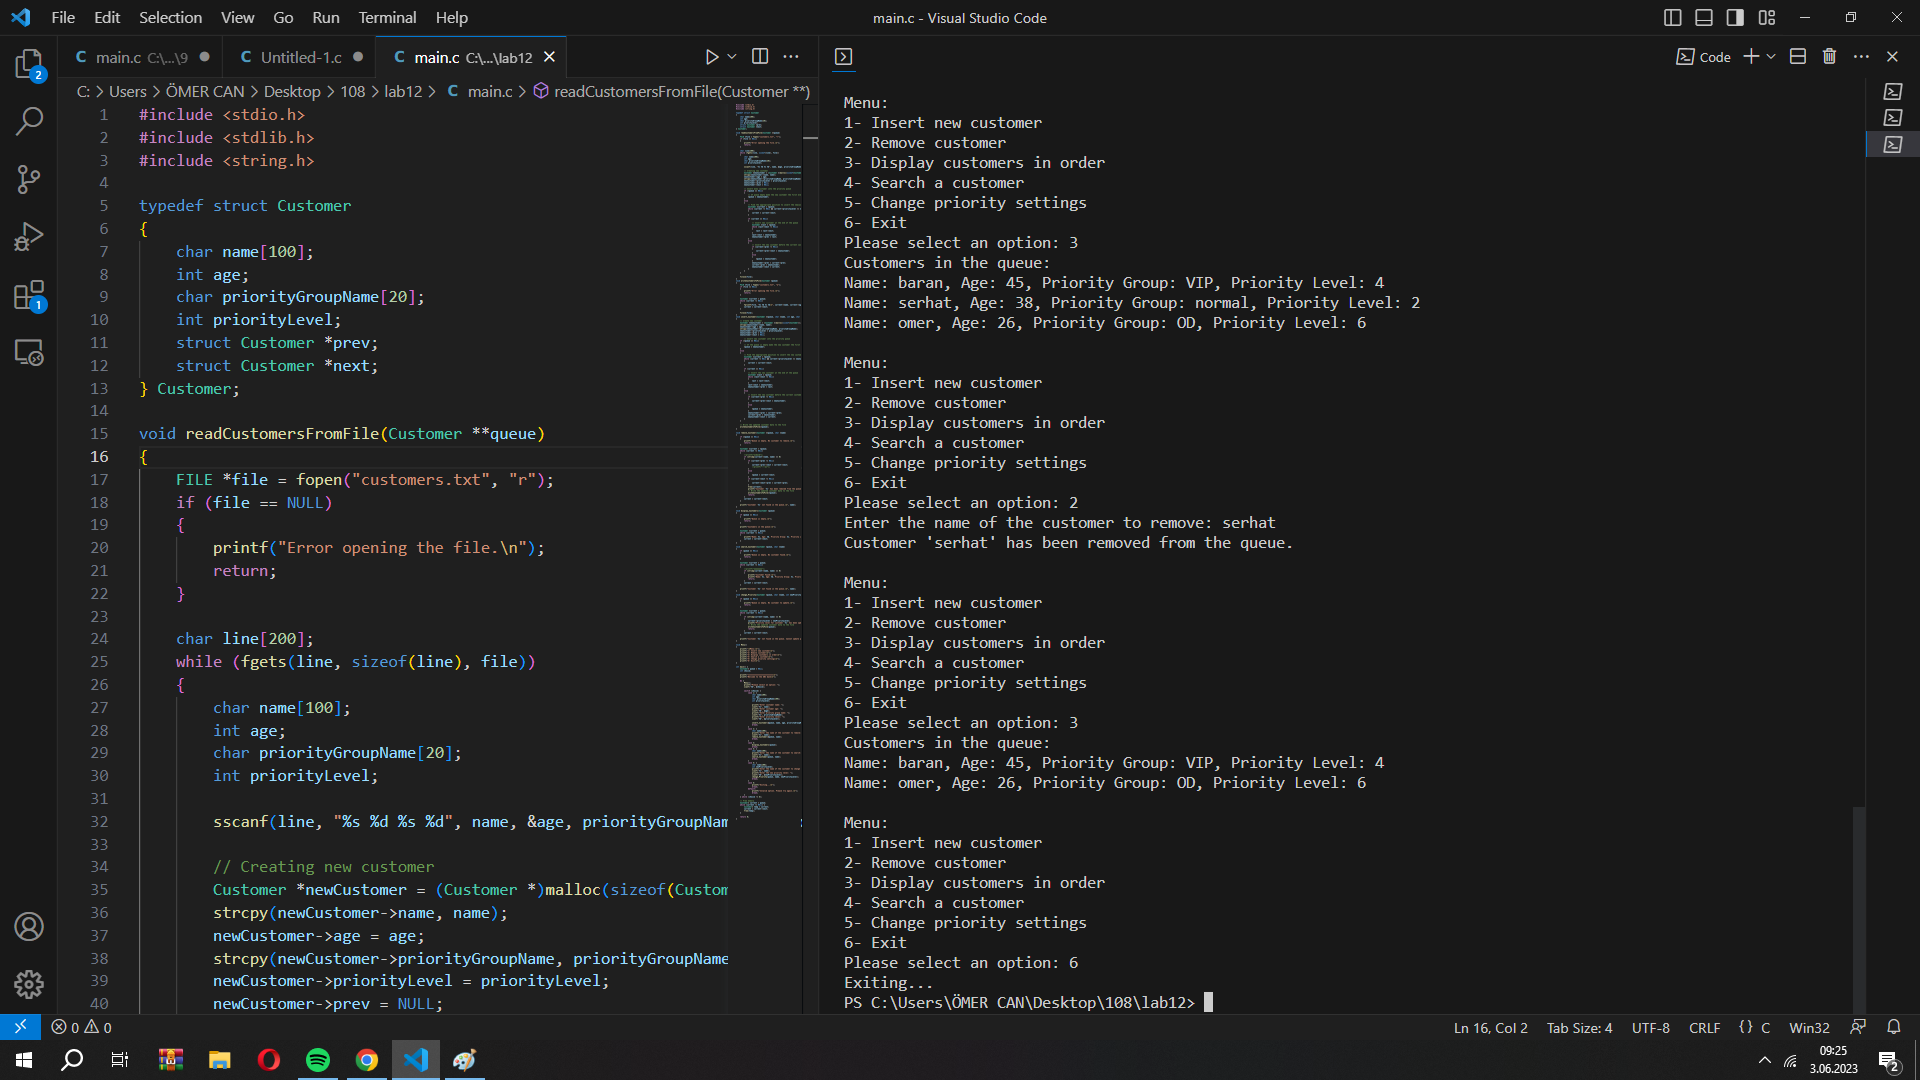 File Edit Selection View Go Run Terminal Help
main.c - Visual Studio Code
main.c C:\...\9
Untitled-1.c
main.c C:\...\lab12
C: > Users > ÖMER CAN > Desktop > 108 > lab12 > C main.c > readCustomersFromFile(Customer **)
1 #include <stdio.h>
2 #include <stdlib.h>
3 #include <string.h>
4
5 typedef struct Customer
6 {
7 char name[100];
8 int age;
9 char priorityGroupName[20];
10 int priorityLevel;
11 struct Customer *prev;
12 struct Customer *next;
13 } Customer;
14
15 void readCustomersFromFile(Customer **queue)
16 {
17 FILE *file = fopen("customers.txt", "r");
18 if (file == NULL)
19 {
20 printf("Error opening the file.\n");
21 return;
22 }
23
24 char line[200];
25 while (fgets(line, sizeof(line), file))
26 {
27 char name[100];
28 int age;
29 char priorityGroupName[20];
30 int priorityLevel;
31
32 sscanf(line, "%s %d %s %d", name, &age, priorityGroupNam
33
34 // Creating new customer
35 Customer *newCustomer = (Customer *)malloc(sizeof(Custom
36 strcpy(newCustomer->name, name);
37 newCustomer->age = age;
38 strcpy(newCustomer->priorityGroupName, priorityGroupName
39 newCustomer->priorityLevel = priorityLevel;
40 newCustomer->prev = NULL;
Code
Menu:
1- Insert new customer
2- Remove customer
3- Display customers in order
4- Search a customer
5- Change priority settings
6- Exit
Please select an option: 3
Customers in the queue:
Name: baran, Age: 45, Priority Group: VIP, Priority Level: 4
Name: serhat, Age: 38, Priority Group: normal, Priority Level: 2
Name: omer, Age: 26, Priority Group: OD, Priority Level: 6
Menu:
1- Insert new customer
2- Remove customer
3- Display customers in order
4- Search a customer
5- Change priority settings
6- Exit
Please select an option: 2
Enter the name of the customer to remove: serhat
Customer 'serhat' has been removed from the queue.
Menu:
1- Insert new customer
2- Remove customer
3- Display customers in order
4- Search a customer
5- Change priority settings
6- Exit
Please select an option: 3
Customers in the queue:
Name: baran, Age: 45, Priority Group: VIP, Priority Level: 4
Name: omer, Age: 26, Priority Group: OD, Priority Level: 6
Menu:
1- Insert new customer
2- Remove customer
3- Display customers in order
4- Search a customer
5- Change priority settings
6- Exit
Please select an option: 6
Exiting...
PS C:\Users\ÖMER CAN\Desktop\108\lab12>
2
1
0 0
Ln 16, Col 2 Tab Size: 4 UTF-8 CRLF {} C Win32
09:25
3.06.2023
2